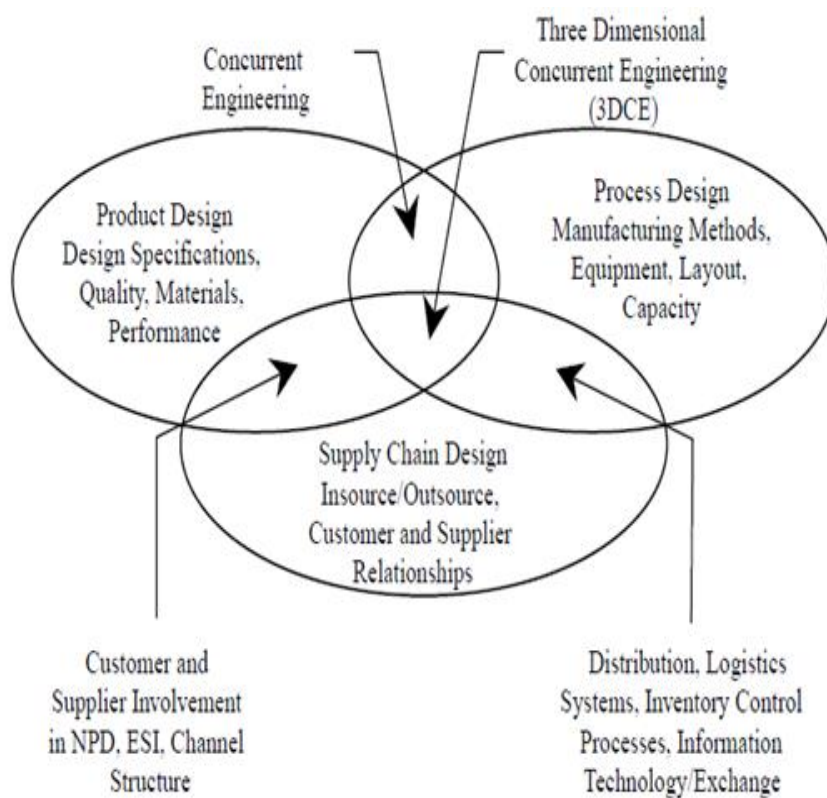 Concurrent
Engineering
Three Dimensional
Concurrent Engineering
(3DCE)
Product Design
Design Specifications,
Quality, Materials,
Performance
Process Design
Manufacturing Methods,
Equipment, Layout,
Capacity
Supply Chain Design
Insource/Outsource,
Customer and Supplier
Relationships
Customer and
Supplier Involvement
in NPD, ESI, Channel
Structure
Distribution, Logistics
Systems, Inventory Control
Processes, Information
Technology/Exchange